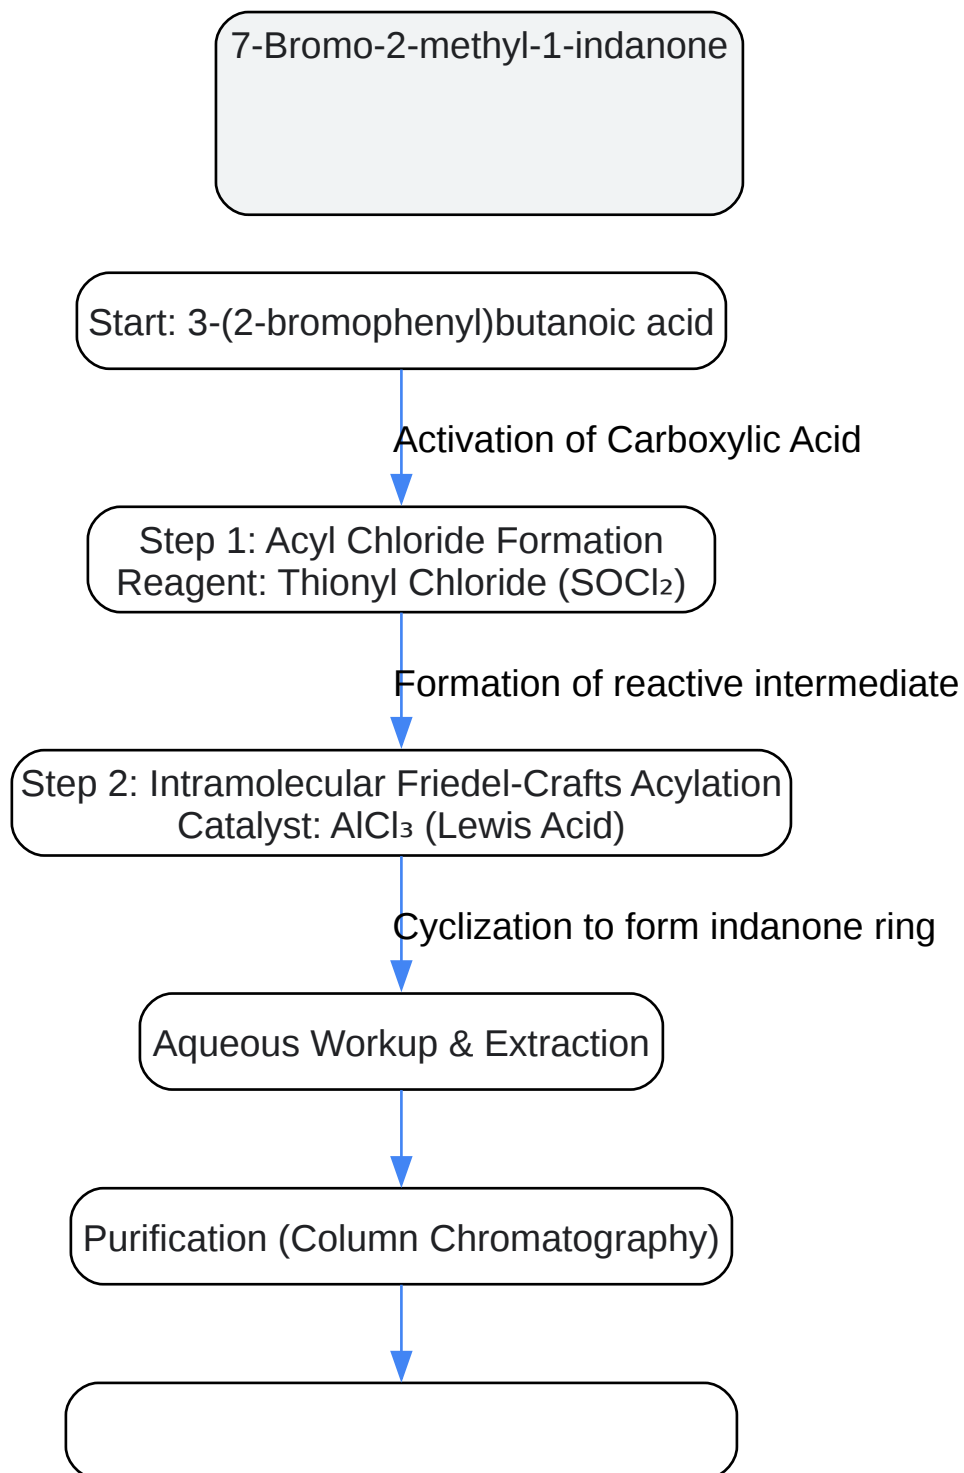 7-Bromo-2-methyl-1-indanone
Start: 3-(2-bromophenyl)butanoic acid
Activation of Carboxylic Acid
Step 1: Acyl Chloride Formation
Reagent: Thionyl Chloride (SOCl₂)
Formation of reactive intermediate
Step 2: Intramolecular Friedel-Crafts Acylation
Catalyst: AlCl₃ (Lewis Acid)
Cyclization to form indanone ring
Aqueous Workup & Extraction
Purification (Column Chromatography)